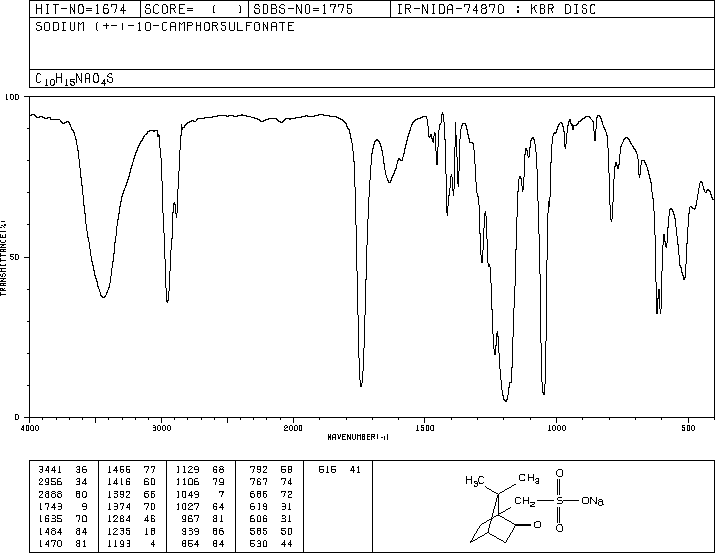 HIT-NO=1674 SCORE= ( ) SDBS-NO=1775 IR-NIDA-74870 : KBR DISC
SODIUM (+-)-10-CAMPHORSULFONATE
C10H15NAO4S
100
50
0
TRANSMITTANCE(%)
4000 3000 2000 1500 1000 500
WAVENUMBER(-1)
3441 36 1456 77 1129 68 792 58 516 41
2956 34 1416 60 1106 79 767 74
2888 60 1392 66 1049 7 686 72
1743 9 1374 70 1027 64 619 31
1635 70 1284 46 967 81 606 31
1484 84 1235 18 939 86 585 50
1470 81 1193 4 854 84 530 44
H3C CH3 O
CH2 S ONa
O O